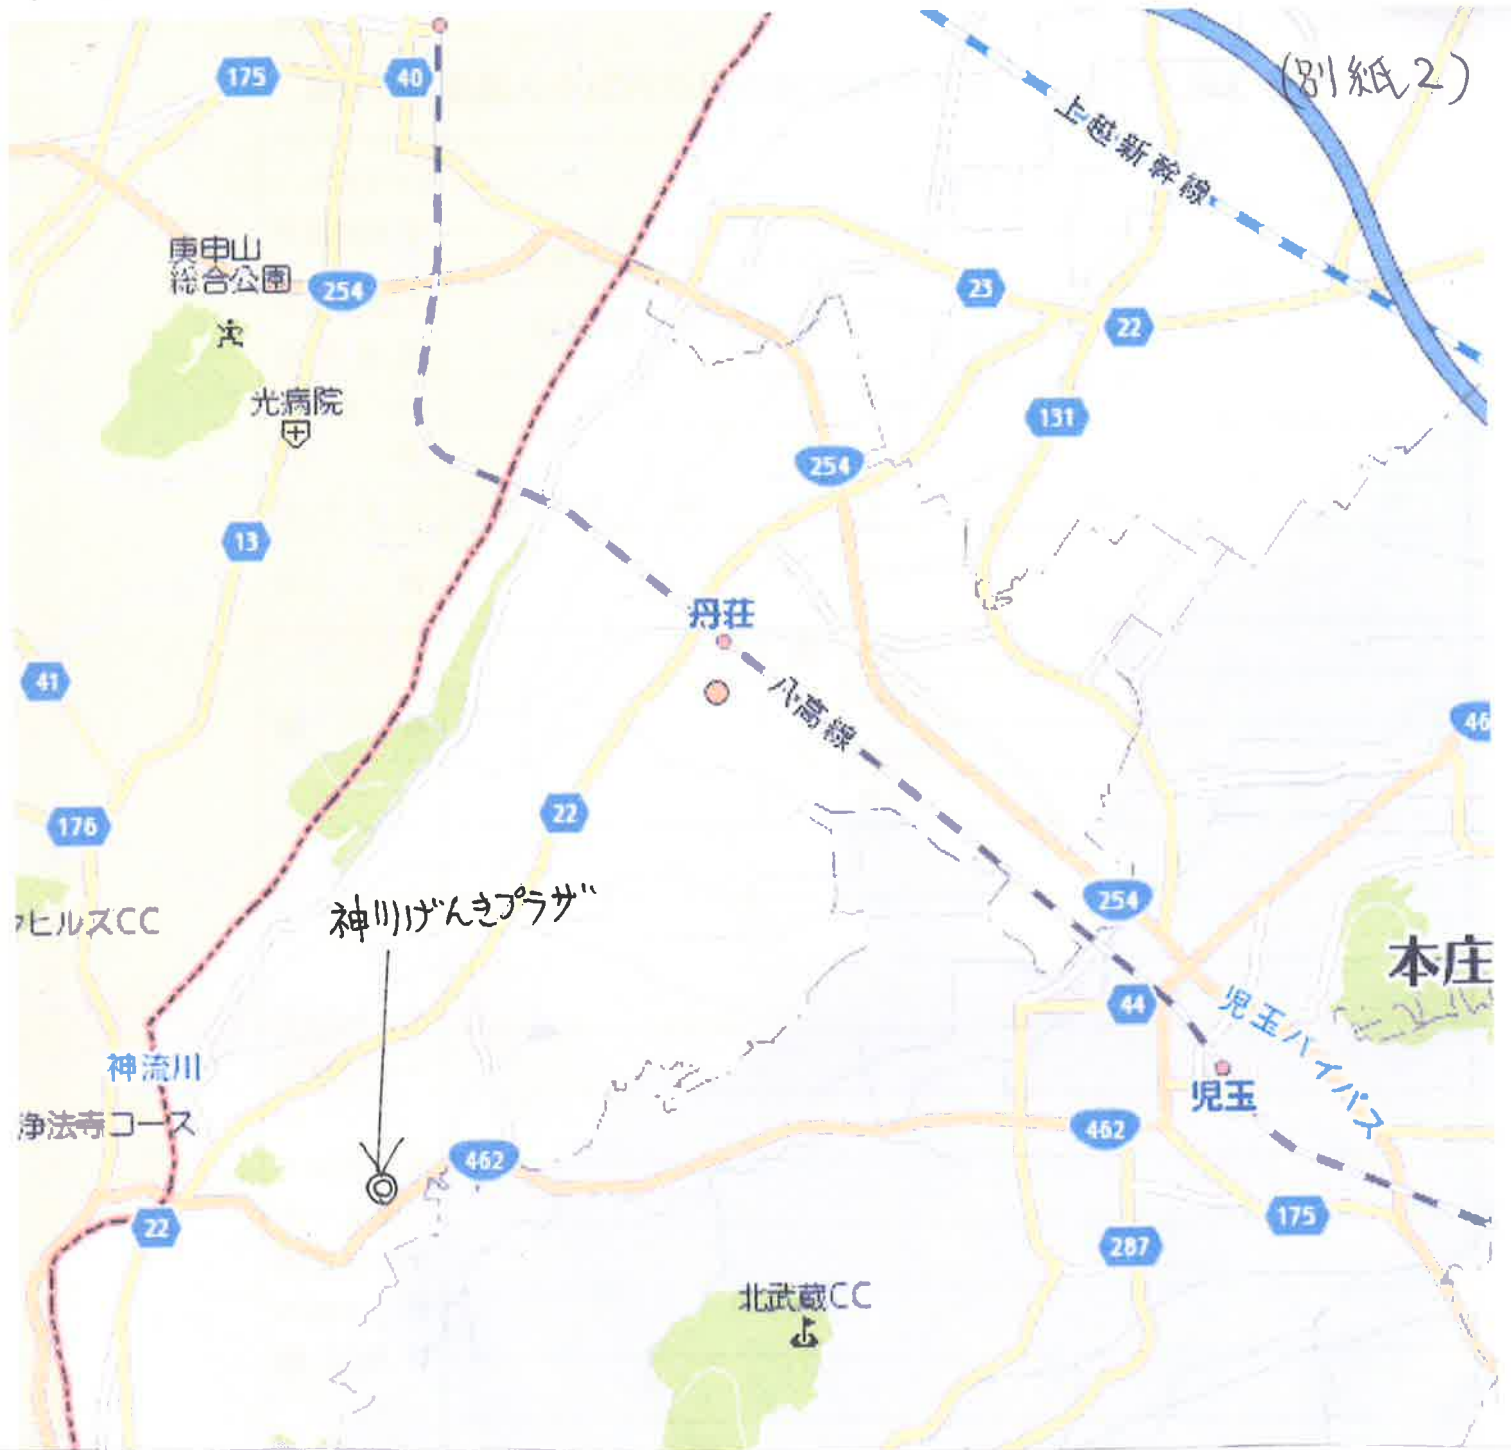 (別紙2)
175
40
上越新幹線
庚申山
総合公園
254
23
22
光病院
131
254
13
丹荘
41
八高線
46
22
176
254
神川げんきプラザ
ヒルズCC
本庄
44
児玉バイパス
神流川
児玉
浄法寺コース
462
462
22
175
287
北武蔵CC